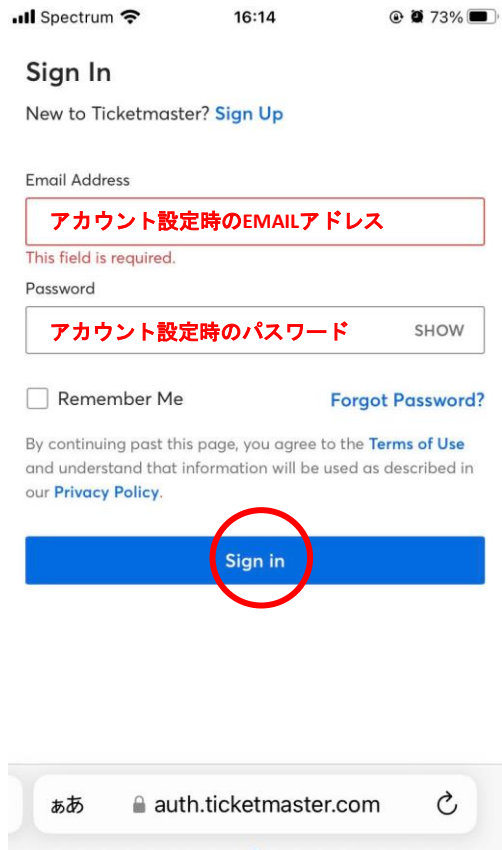 Spectrum 16:14 73%
Sign In
New to Ticketmaster? Sign Up
Email Address
アカウント設定時のEMAILアドレス
This field is required.
Password
アカウント設定時のパスワード SHOW
Remember Me Forgot Password?
By continuing past this page, you agree to the Terms of Use
and understand that information will be used as described in
our Privacy Policy.
Sign in
ぁあ auth.ticketmaster.com